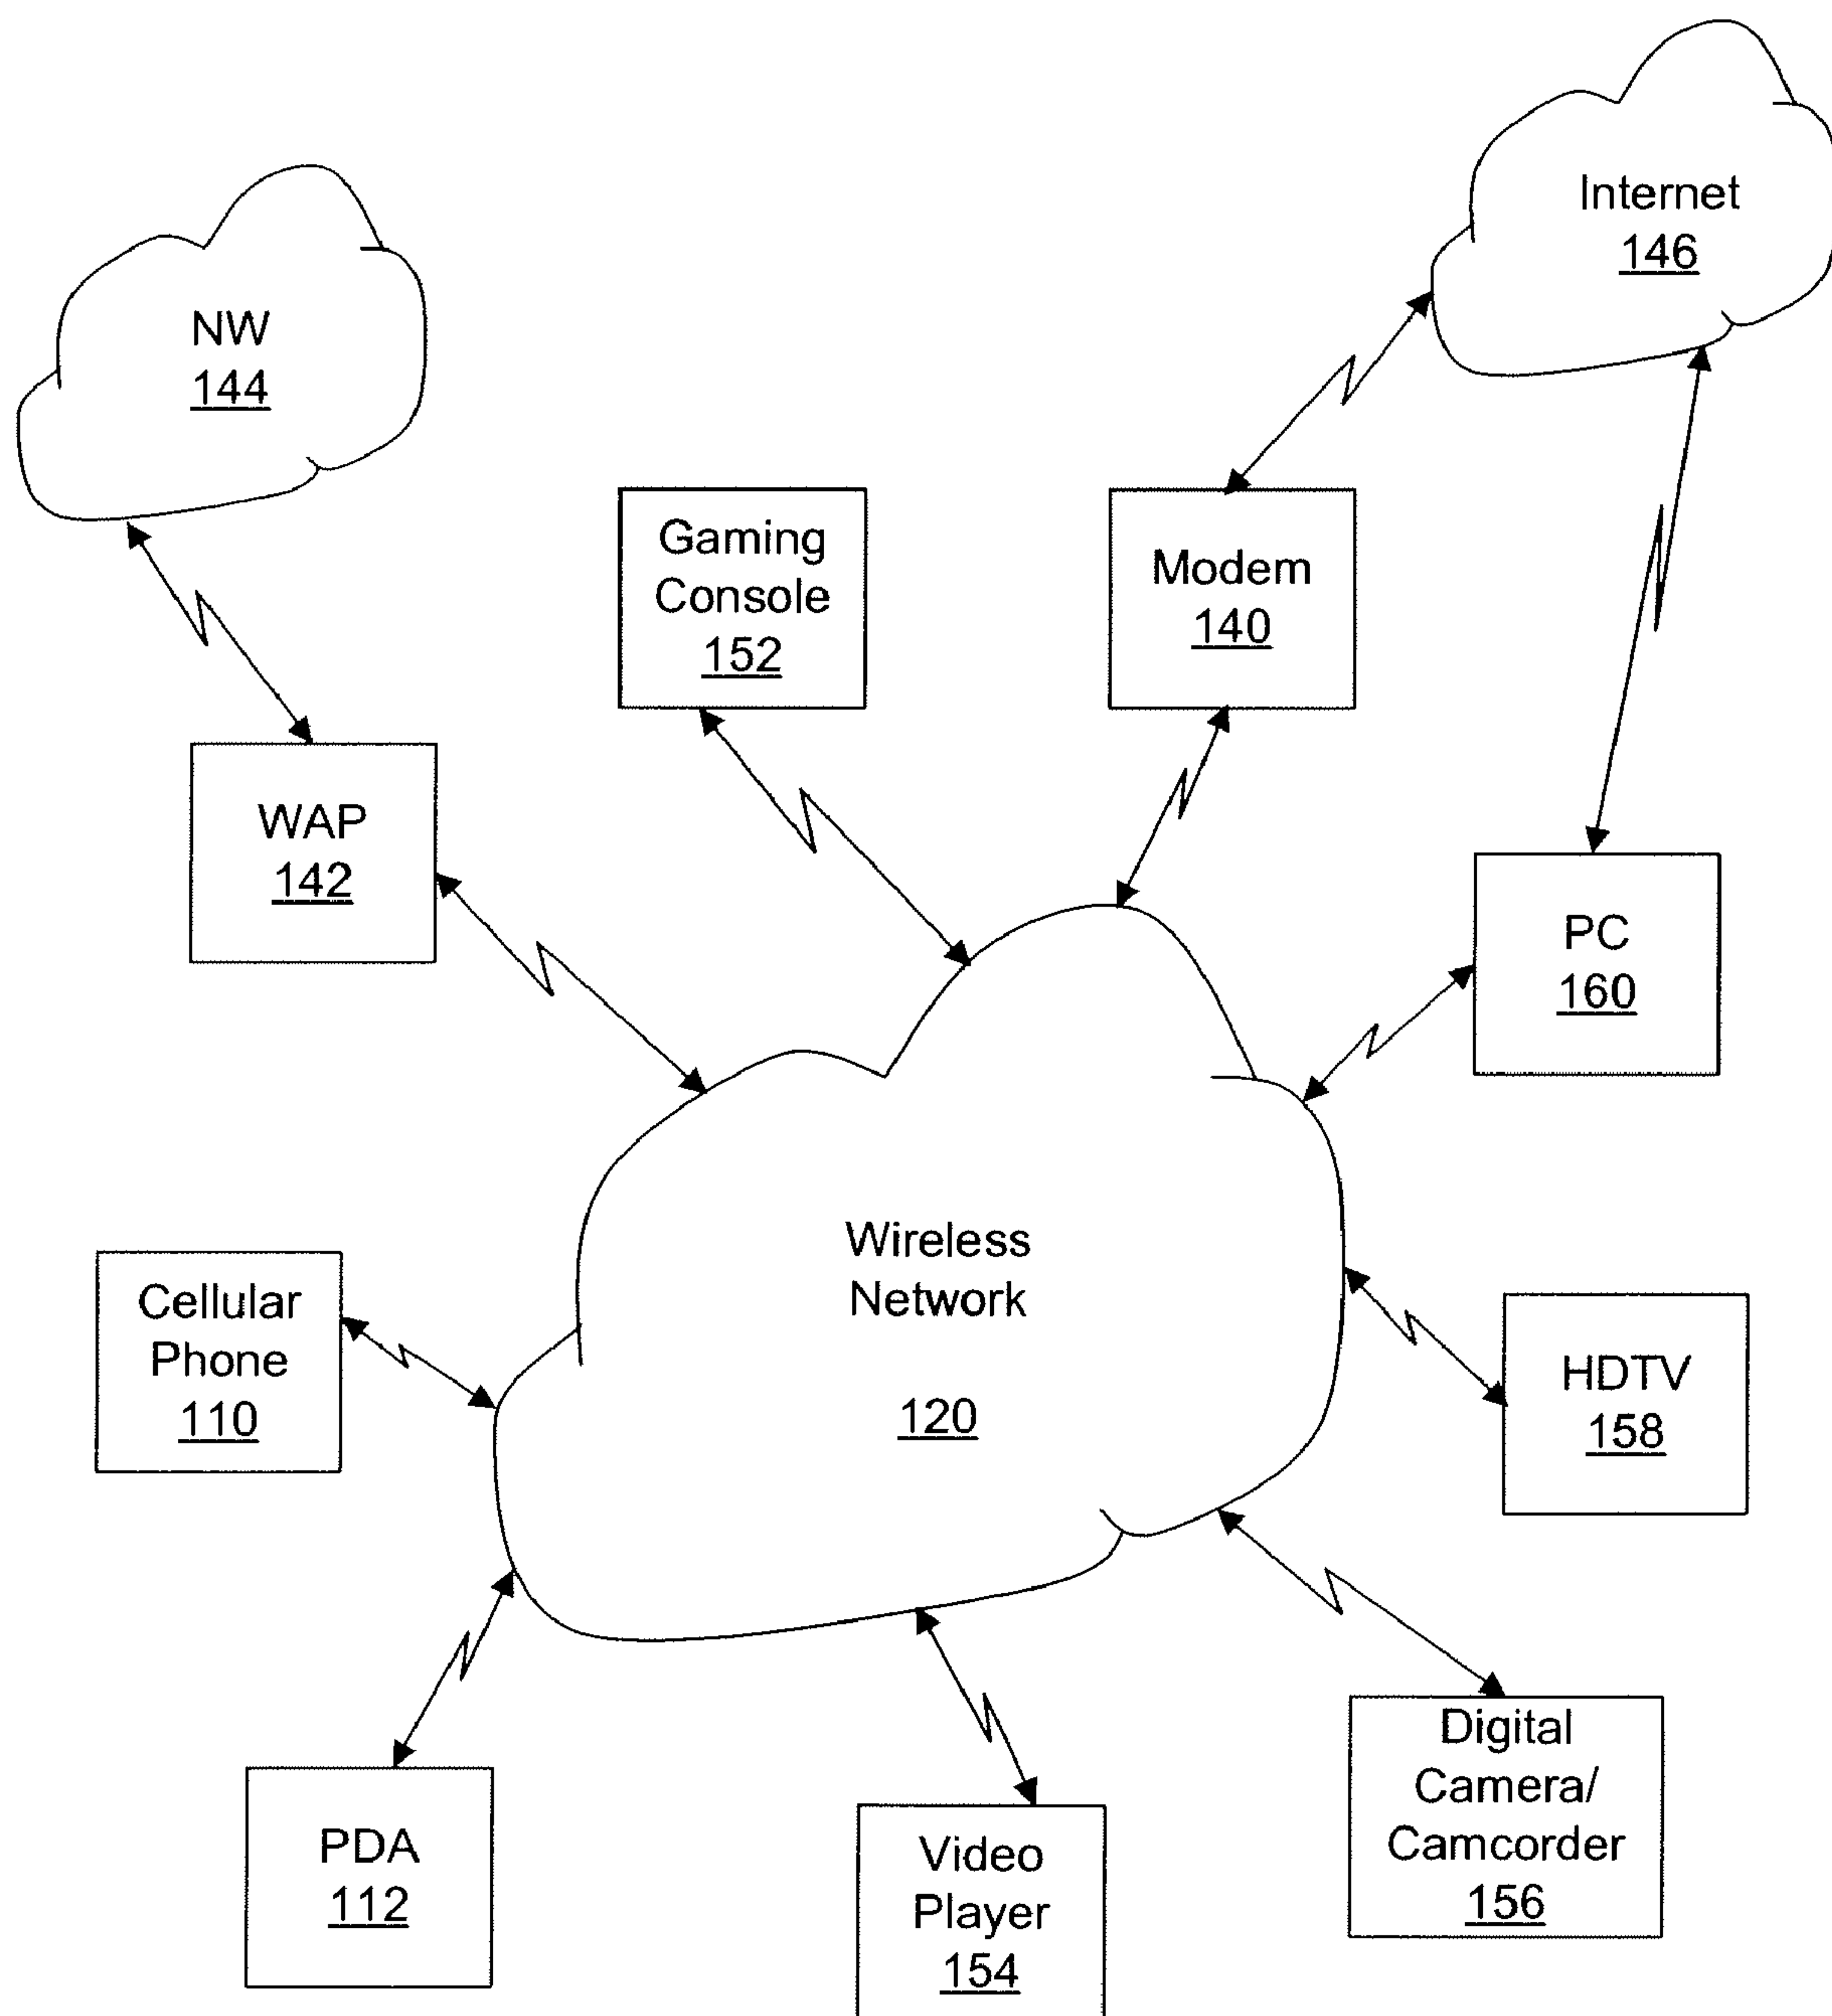 Internet
146
NW
144
Gaming
Console
152
Modem
140
WAP
142
PC
160
Wireless
Network
120
Cellular
Phone
110
HDTV
158
Digital
Camera/
Camcorder
156
PDA
112
Video
Player
154